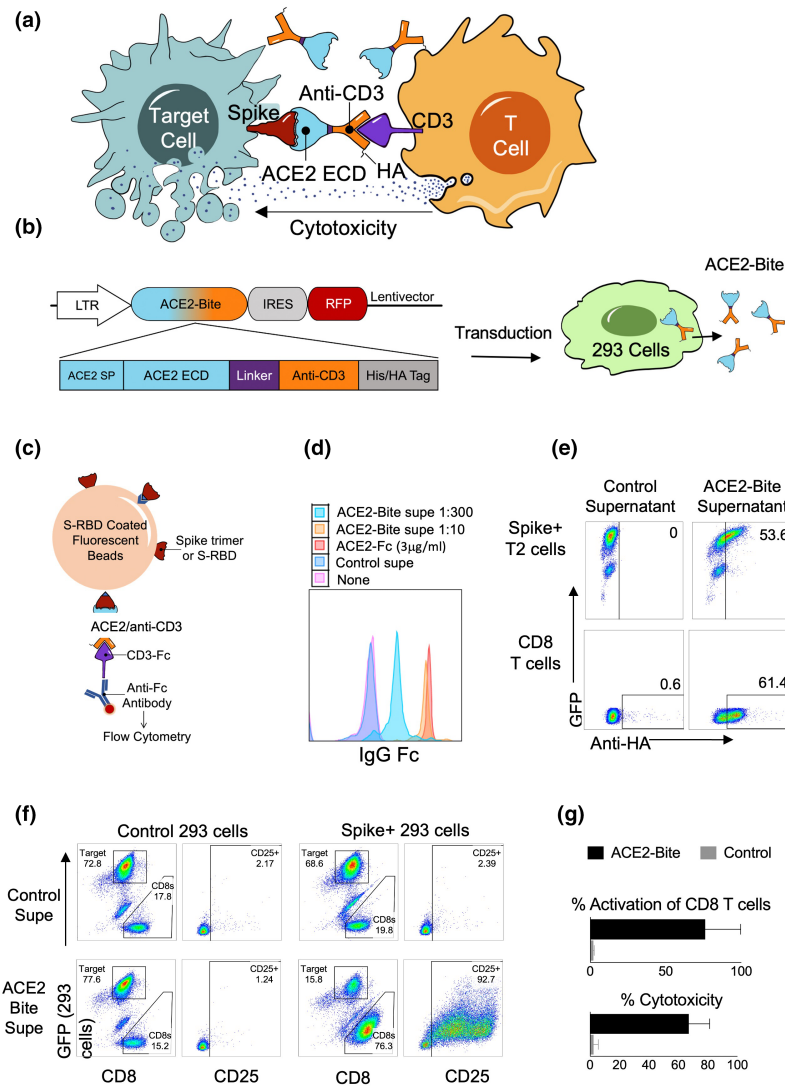 (a)
Target
Cell
Spike
Anti-CD3
CD3
T
Cell
ACE2 ECD
HA
Cytotoxicity
(b)
LTR
ACE2-Bite
IRES
RFP
Lentivector
ACE2 SP
ACE2 ECD
Linker
Anti-CD3
His/HA Tag
Transduction
293 Cells
ACE2-Bite
(c)
S-RBD Coated
Fluorescent
Beads
Spike trimer
or S-RBD
ACE2/anti-CD3
CD3-Fc
Anti-Fc
Antibody
Flow Cytometry
(d)
ACE2-Bite supe 1:300
ACE2-Bite supe 1:10
ACE2-Fc (3µg/ml)
Control supe
None
IgG Fc
(e)
Control
Supernatant
ACE2-Bite
Supernatant
Spike+
T2 cells
0
53.6
CD8
T cells
0.6
61.4
GFP
Anti-HA
(f)
Control 293 cells
Spike+ 293 cells
Control
Supe
Target
72.8
CD8s
17.8
CD25+
2.17
Target
68.6
CD8s
19.8
CD25+
2.39
ACE2
Bite
Supe
GFP (293
cells)
Target
77.6
CD8s
15.2
CD25+
1.24
Target
15.8
CD8s
76.3
CD25+
92.7
CD8
CD25
CD8
CD25
(g)
ACE2-Bite
Control
% Activation of CD8 T cells
0 50 100
% Cytotoxicity
0 20 40 60 80 100